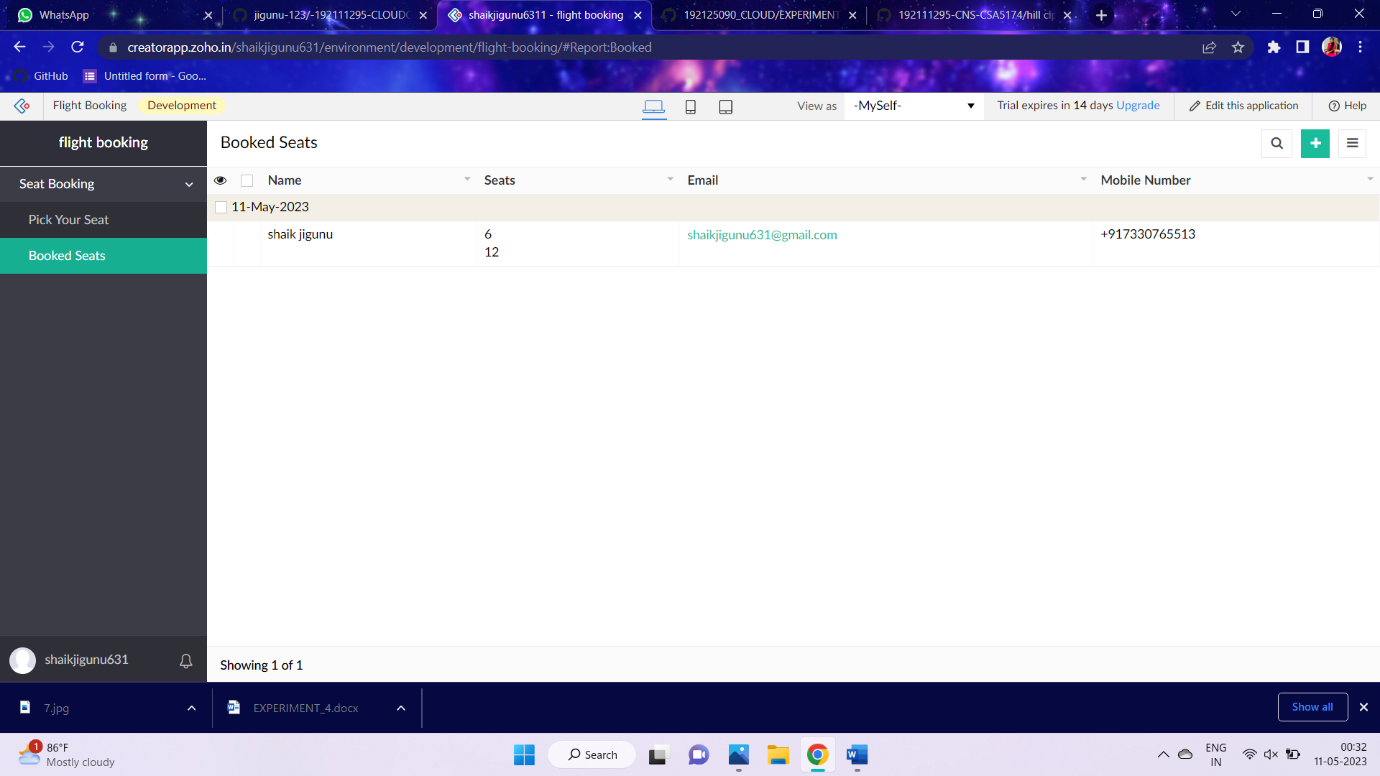 WhatsApp
jigunu-123/-192111295-CLOUDC
shaikjigunu6311 - flight booking
192125090_CLOUD/EXPERIMENT
192111295-CNS-CSA5174/hill cip
creatorapp.zoho.in/shaikjigunu631/environment/development/flight-booking/#Report:Booked
GitHub
Untitled form - Goo...
Flight Booking
Development
View as
-MySelf-
Trial expires in 14 days Upgrade
Edit this application
Help
flight booking
Booked Seats
Seat Booking
Name
Seats
Email
Mobile Number
11-May-2023
Pick Your Seat
shaik jigunu
6
shaikjigunu631@gmail.com
+917330765513
12
Booked Seats
shaikjigunu631
Showing 1 of 1
7.jpg
EXPERIMENT_4.docx
Show all
1
86°F
Mostly cloudy
Search
ENG
IN
00:32
11-05-2023